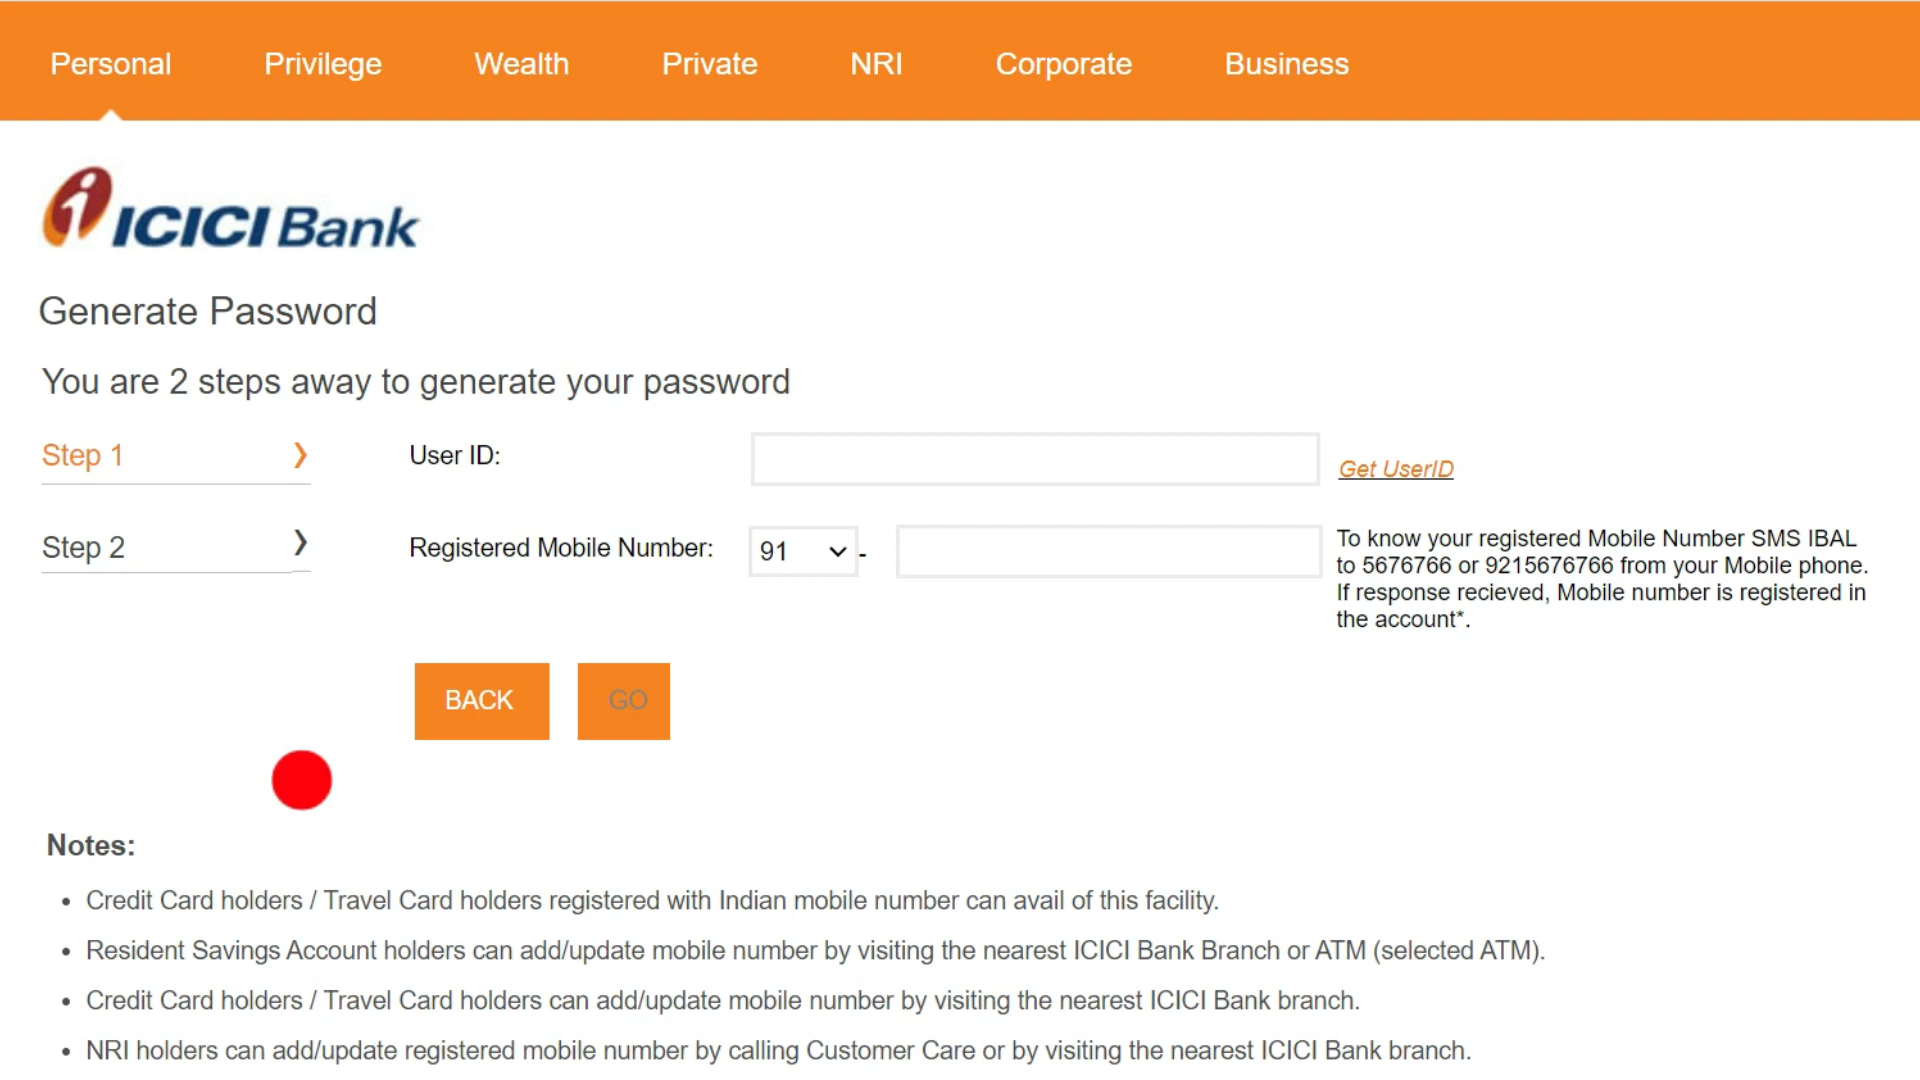 Personal Privilege Wealth Private NRI Corporate Business
i ICICI Bank
Generate Password
You are 2 steps away to generate your password
Step 1 ❯ User ID: Get UserID
Step 2 ❯ Registered Mobile Number: 91 -
To know your registered Mobile Number SMS IBAL
to 5676766 or 9215676766 from your Mobile phone.
If response recieved, Mobile number is registered in
the account*.
BACK GO
Notes:
• Credit Card holders / Travel Card holders registered with Indian mobile number can avail of this facility.
• Resident Savings Account holders can add/update mobile number by visiting the nearest ICICI Bank Branch or ATM (selected ATM).
• Credit Card holders / Travel Card holders can add/update mobile number by visiting the nearest ICICI Bank branch.
• NRI holders can add/update registered mobile number by calling Customer Care or by visiting the nearest ICICI Bank branch.